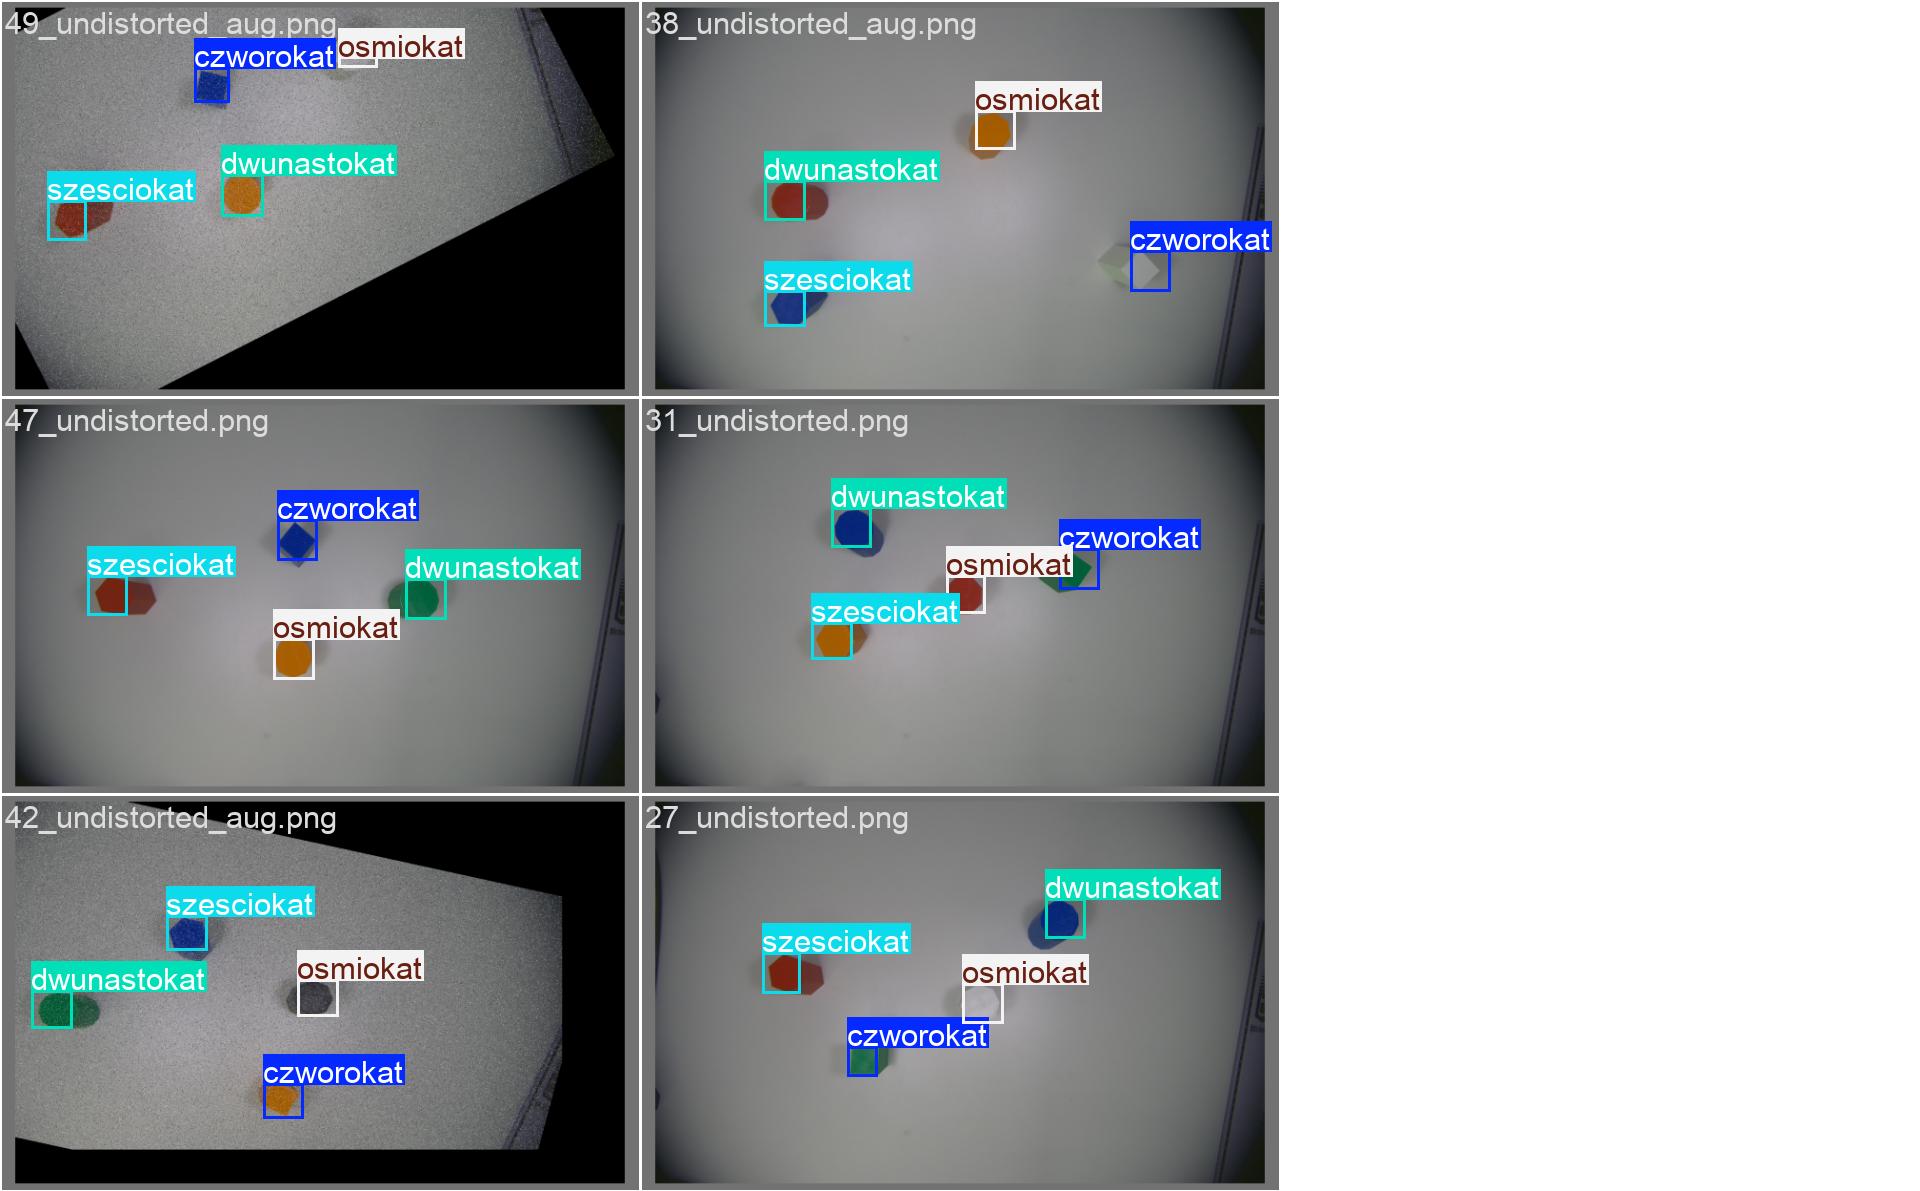 49_undistorted_aug.png
czworokat
osmiokat
dwunastokat
szesciokat
38_undistorted_aug.png
osmiokat
dwunastokat
czworokat
szesciokat
47_undistorted.png
czworokat
szesciokat
dwunastokat
osmiokat
31_undistorted.png
dwunastokat
czworokat
osmiokat
szesciokat
42_undistorted_aug.png
szesciokat
osmiokat
dwunastokat
czworokat
27_undistorted.png
dwunastokat
szesciokat
osmiokat
czworokat